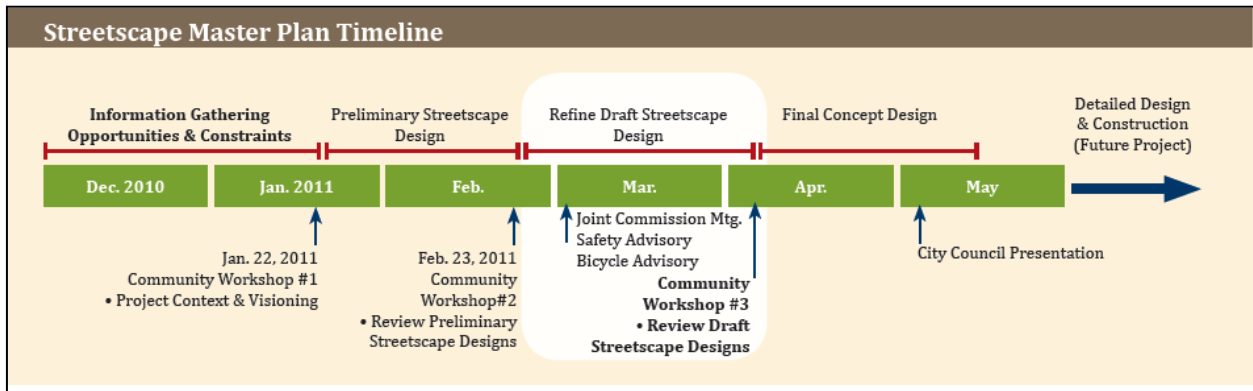 Streetscape Master Plan Timeline
Information Gathering
Opportunities & Constraints
Preliminary Streetscape
Design
Refine Draft Streetscape
Design
Final Concept Design
Detailed Design
& Construction
(Future Project)
Dec. 2010
Jan. 2011
Feb.
Mar.
Apr.
May
Jan. 22, 2011
Community Workshop #1
• Project Context & Visioning
Feb. 23, 2011
Community
Workshop#2
• Review Preliminary
Streetscape Designs
Joint Commission Mtg.
Safety Advisory
Bicycle Advisory
Community
Workshop #3
• Review Draft
Streetscape Designs
City Council Presentation